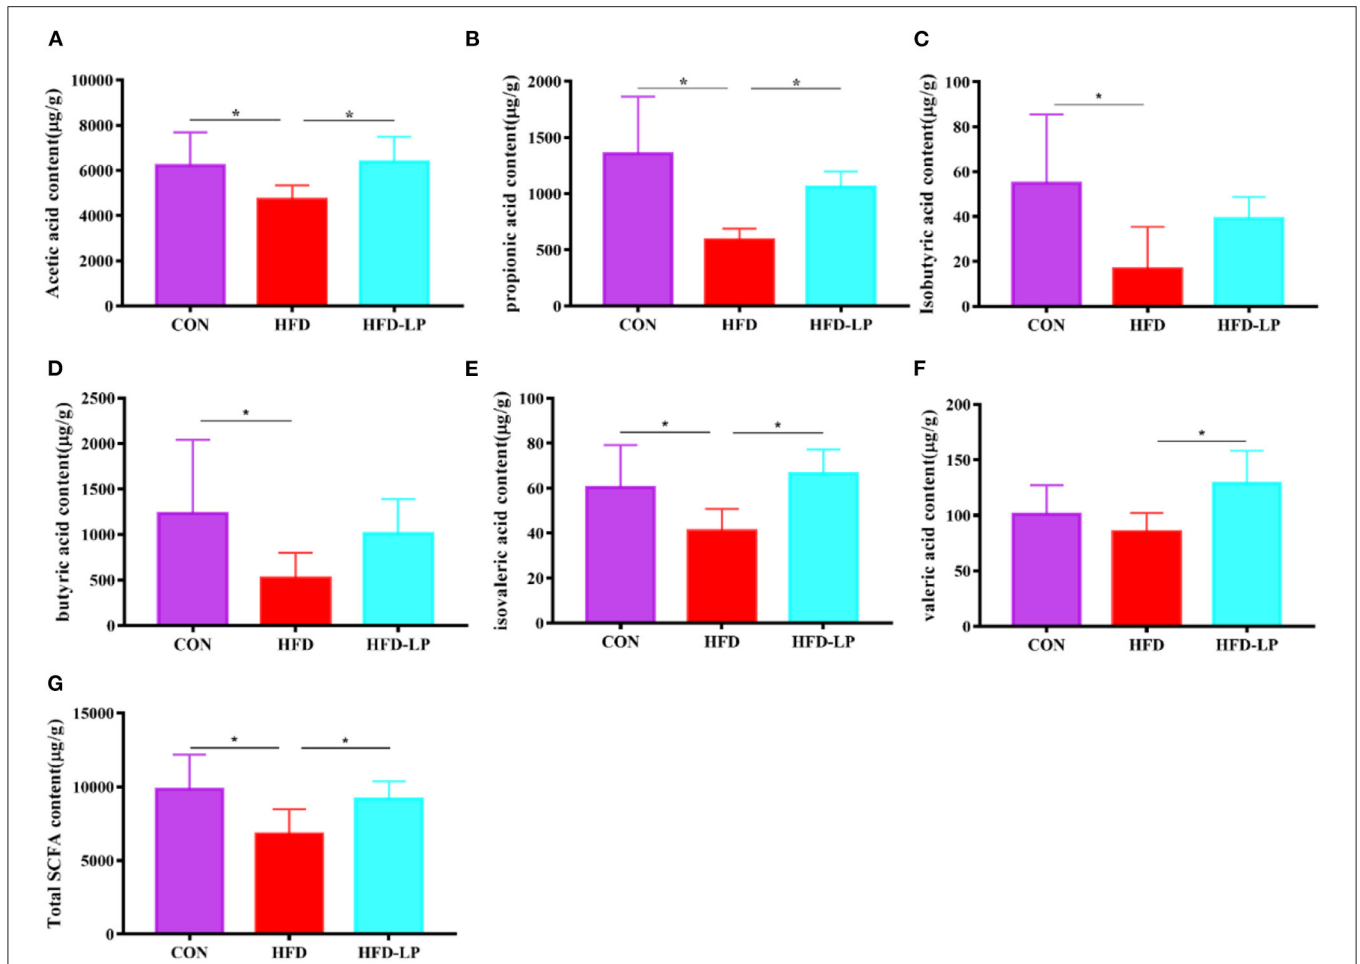 A
Acetic acid content(μg/g)
10000
8000
6000
4000
2000
0
*
*
CON HFD HFD-LP
B
propionic acid content(μg/g)
2000
1500
1000
500
0
*
*
CON HFD HFD-LP
C
Isobutyric acid content(μg/g)
100
80
60
40
20
0
*
CON HFD HFD-LP
D
butyric acid content(μg/g)
2500
2000
1500
1000
500
0
*
CON HFD HFD-LP
E
isovaleric acid content(μg/g)
100
80
60
40
20
0
*
*
CON HFD HFD-LP
F
valeric acid content(μg/g)
200
150
100
50
0
*
CON HFD HFD-LP
G
Total SCFA content(μg/g)
15000
10000
5000
0
*
*
CON HFD HFD-LP